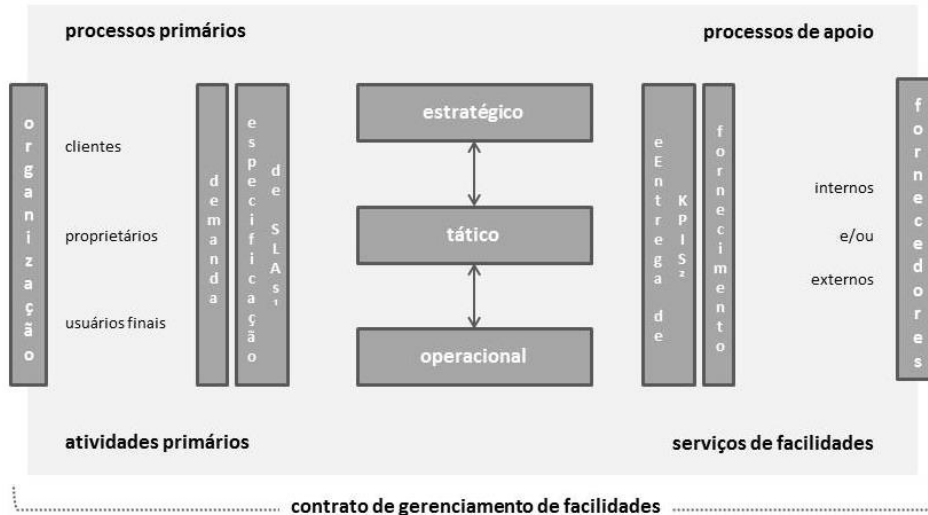 processos primários
processos de apoio
organização
clientes
proprietários
usuários finais
demanda
especificação
de SLAs¹
estratégico
tático
operacional
eEntrega de
KPIS²
fornecimento
internos
e/ou
externos
fornecedores
atividades primários
serviços de facilidades
contrato de gerenciamento de facilidades